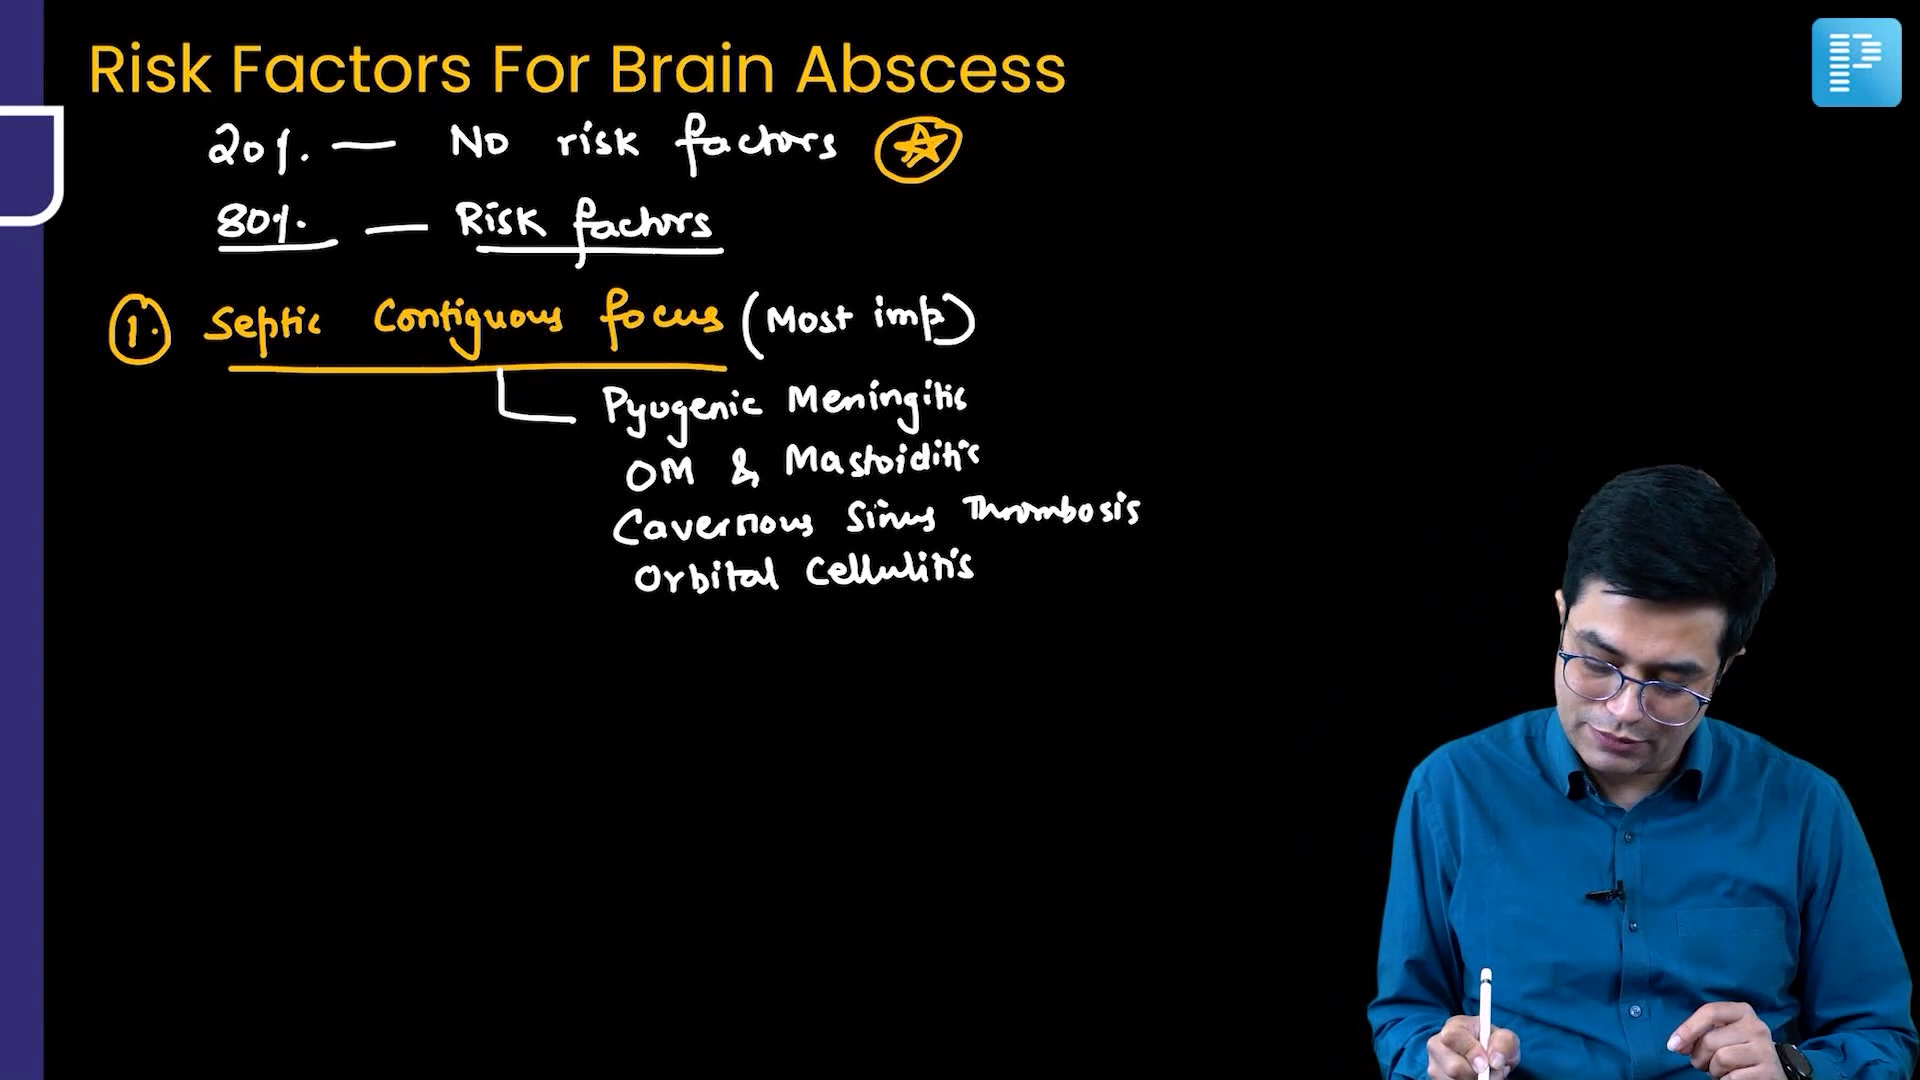 Risk Factors For Brain Abscess
20%. — No risk factors
80%. — Risk factors
1. Septic Contiguous focus (Most imp)
Pyogenic Meningitis
OM & Mastoiditis
Cavernous Sinus Thrombosis
Orbital Cellulitis